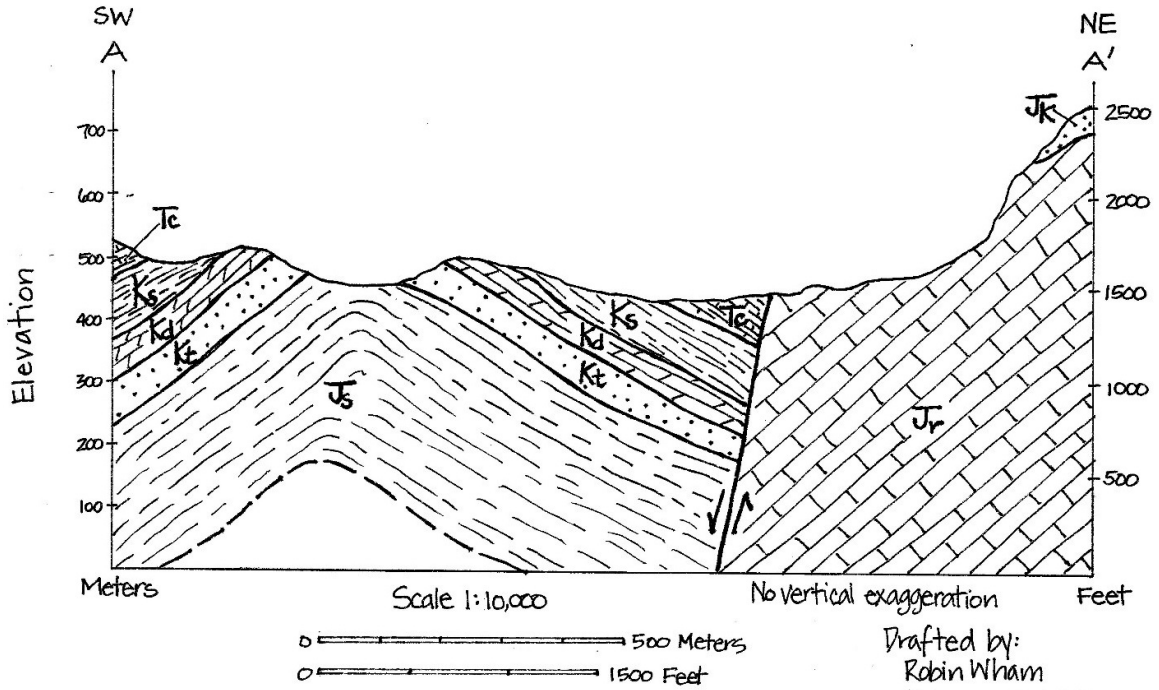 SW
A
NE
A'
JK
2500
700
600
2000
Tc
500
Ks
1500
Elevation
400
Kd
Kt
Ks
Tc
Kd
Kt
300
1000
Js
Jr
200
500
100
Meters
Scale 1:10,000
No vertical exaggeration
Feet
0
500 Meters
0
1500 Feet
Drafted by:
Robin Wham